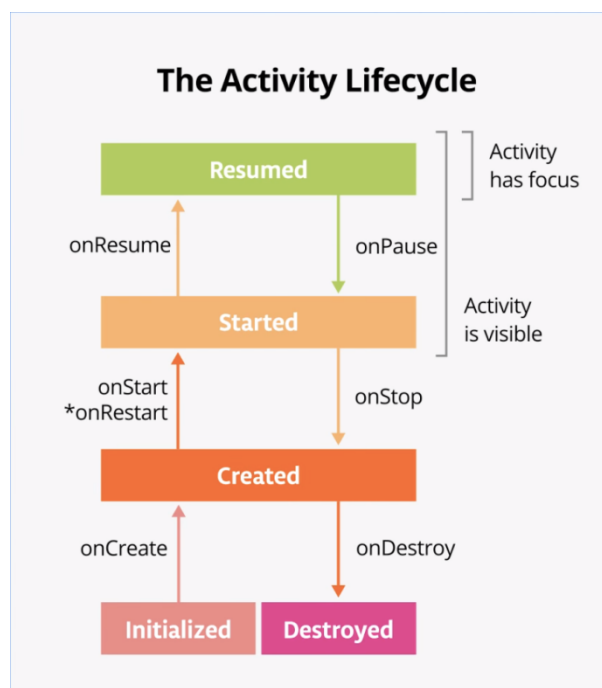 The Activity Lifecycle
Resumed
Activity
has focus
onResume
onPause
Started
Activity
is visible
onStart
*onRestart
onStop
Created
onCreate
onDestroy
Initialized
Destroyed